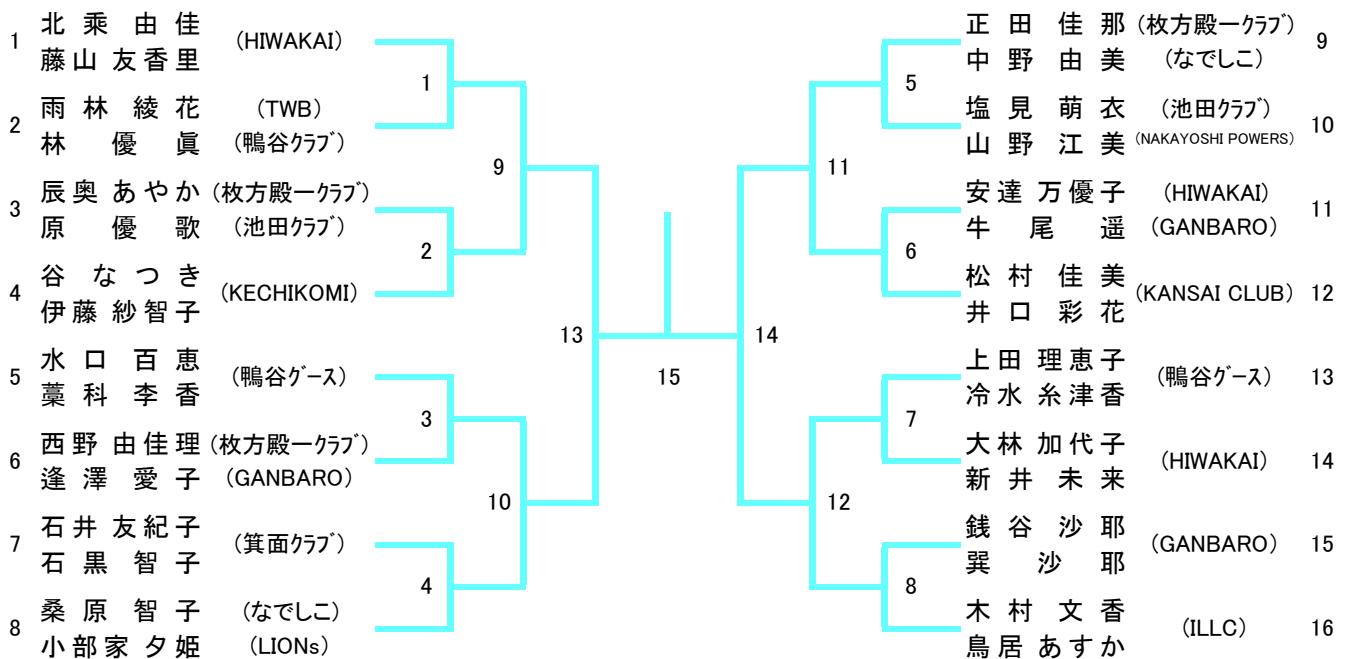 1
北乘由佳
藤山友香里
(HIWAKAI)
2
雨林綾花
(TWB)
林優眞
(鴨谷ｸﾗﾌﾞ)
3
辰奥あやか
(枚方殿一ｸﾗﾌﾞ)
原優歌
(池田ｸﾗﾌﾞ)
4
谷なつき
伊藤紗智子
(KECHIKOMI)
5
水口百恵
藁科李香
(鴨谷ｸﾞｰｽ)
6
西野由佳理
(枚方殿一ｸﾗﾌﾞ)
逢澤愛子
(GANBARO)
7
石井友紀子
石黒智子
(箕面ｸﾗﾌﾞ)
8
桑原智子
(なでしこ)
小部家夕姫
(LIONs)
1
2
3
4
9
10
13
15
14
11
12
5
6
7
8
正田佳那
(枚方殿一ｸﾗﾌﾞ)
中野由美
(なでしこ)
9
塩見萌衣
(池田ｸﾗﾌﾞ)
山野江美
(NAKAYOSHI POWERS)
10
安達万優子
(HIWAKAI)
牛尾遥
(GANBARO)
11
松村佳美
井口彩花
(KANSAI CLUB)
12
上田理恵子
冷水糸津香
(鴨谷ｸﾞｰｽ)
13
大林加代子
新井未来
(HIWAKAI)
14
銭谷沙耶
巽沙耶
(GANBARO)
15
木村文香
鳥居あすか
(ILLC)
16